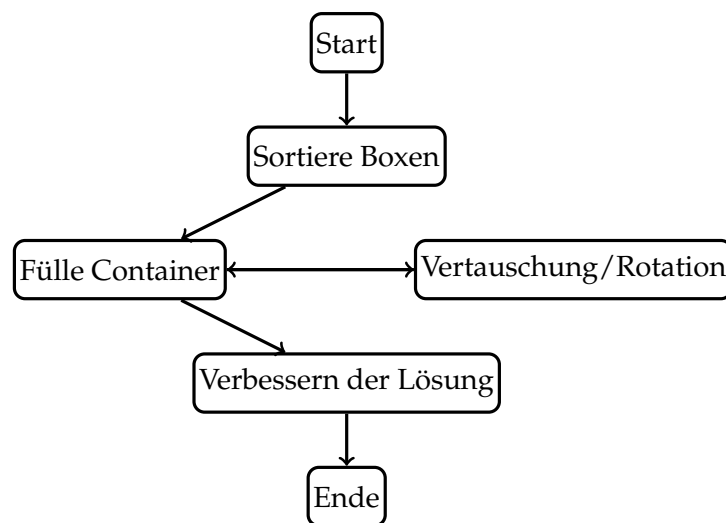 Start
Sortiere Boxen
Fülle Container
Vertauschung/Rotation
Verbessern der Lösung
Ende